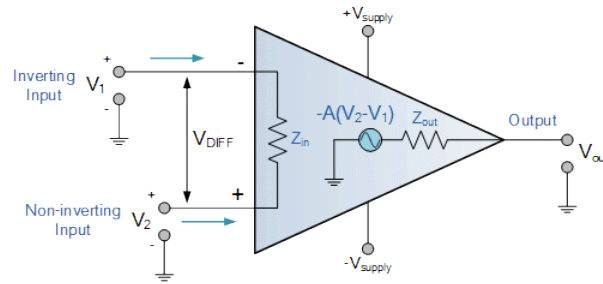 +Vsupply
+
Inverting
Input
V1
-
-
VDIFF
Zin
-A(V2-V1)
Zout
Output
Vou
+
Non-inverting
Input
V2
+
-
-Vsupply